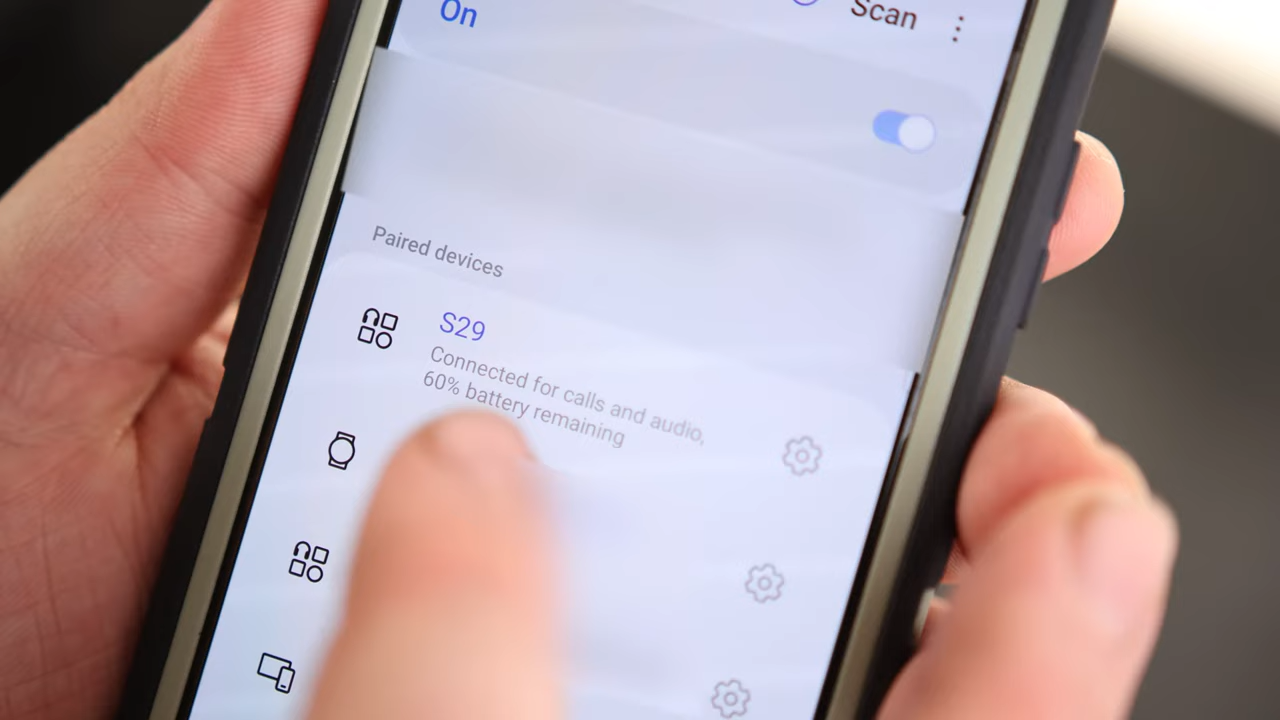 On
Scan
Paired devices
S29
Connected for calls and audio,
60% battery remaining